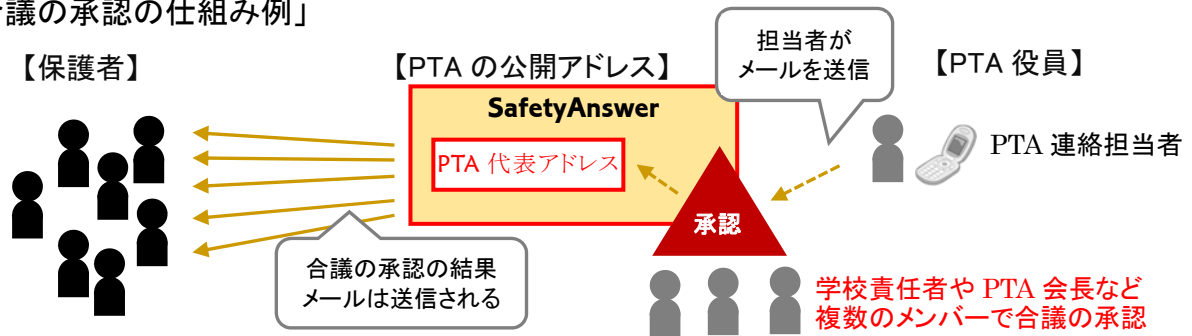 議の承認の仕組み例」
【保護者】
【PTA の公開アドレス】
担当者が
メールを送信
【PTA 役員】
SafetyAnswer
PTA 代表アドレス
PTA 連絡担当者
承認
合議の承認の結果
メールは送信される
学校責任者や PTA 会長など
複数のメンバーで合議の承認